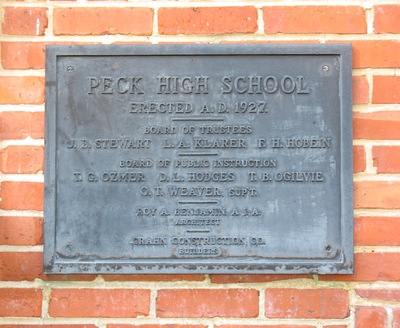 PECK HIGH SCHOOL
ERECTED A.D. 1927.
BOARD OF TRUSTEES
J. B. STEWART L. A. KLARER F. H. HOBEIN
BOARD OF PUBLIC INSTRUCTION
T. G. OZMER D. L. HODGES T. B. OGILVIE
C. T. WEAVER SUPT.
ROY A. BENJAMIN, A.I.A.
ARCHITECT
GRAHN CONSTRUCTION CO.
BUILDERS